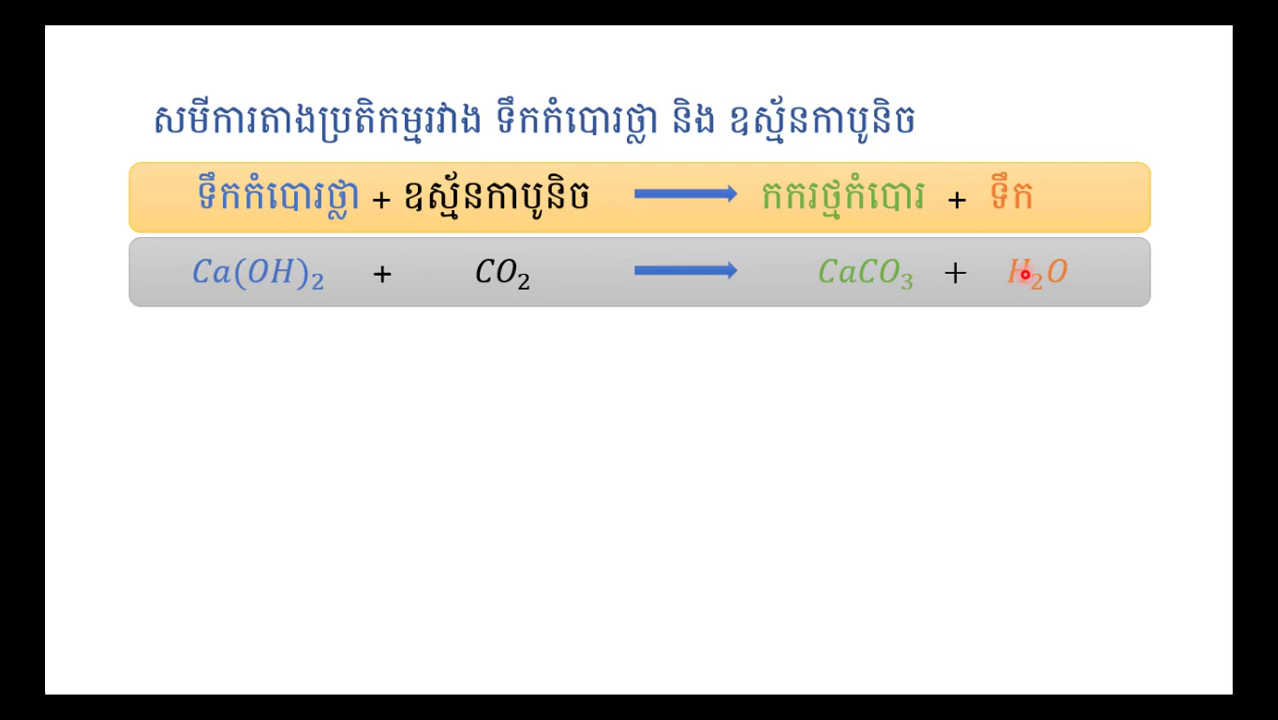 សមីការតាងប្រតិកម្មរវាង ទឹកកំបោរថ្លា និង ឧស្ម័នកាបូនិច
ទឹកកំបោរថ្លា + ឧស្ម័នកាបូនិច ⟶ កករថ្មកំបោរ + ទឹក
Ca(OH)₂ + CO₂ ⟶ CaCO₃ + H₂O